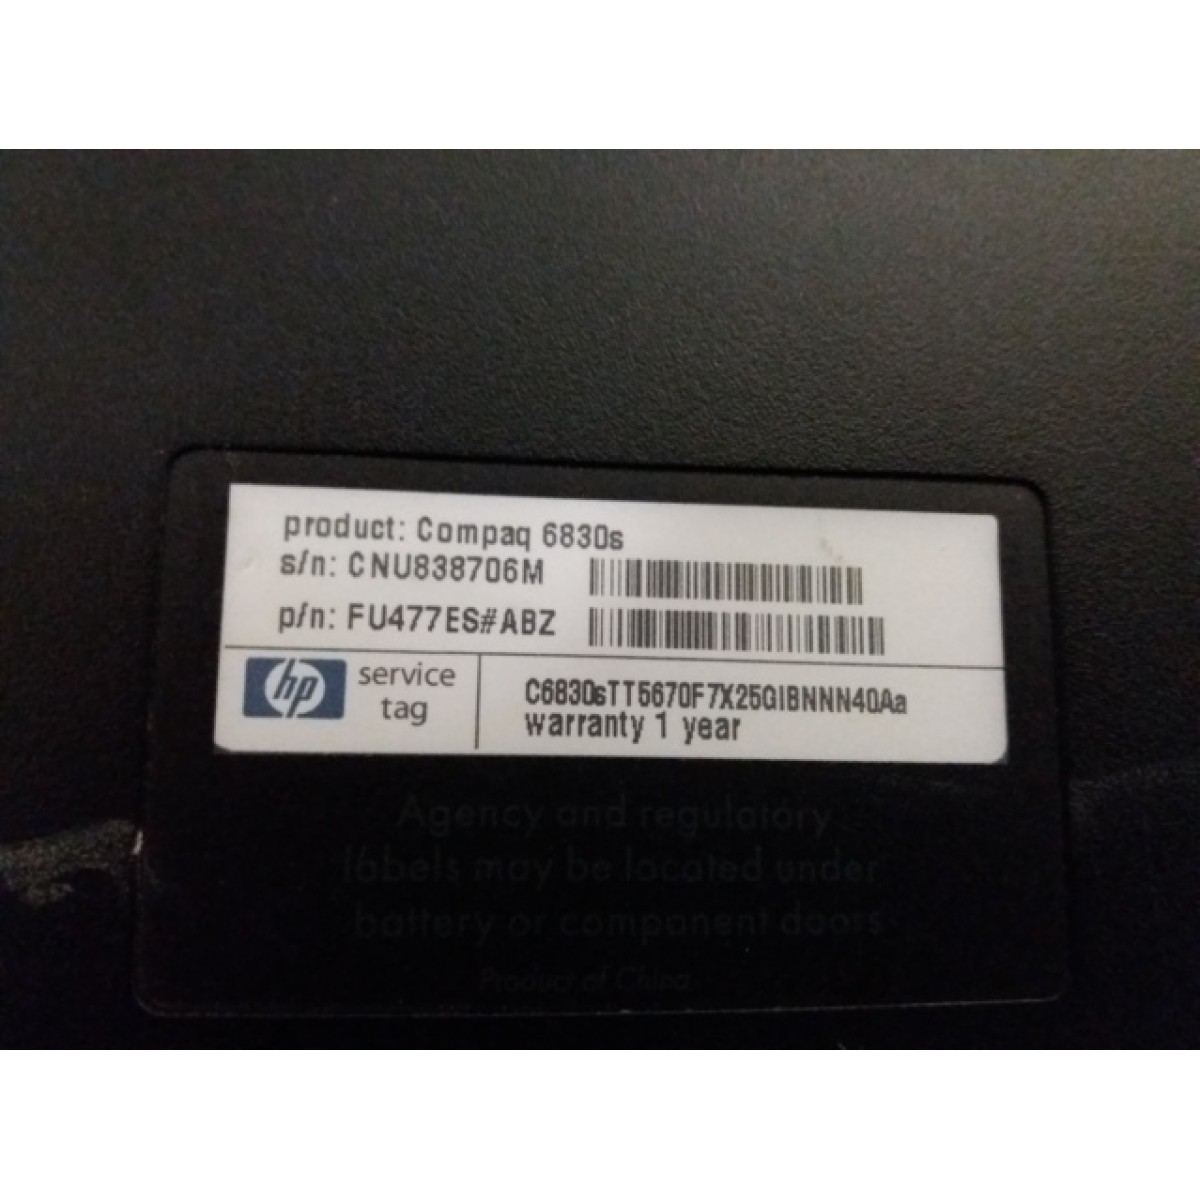 product: Compaq 6830s
s/n: CNU838706M
p/n: FU477ES#ABZ
hp
service
tag
C6830sTT5670F7X25GIBNNN40Aa
warranty 1 year
Agency and regulatory
labels may be located under
battery or component doors
Product of China